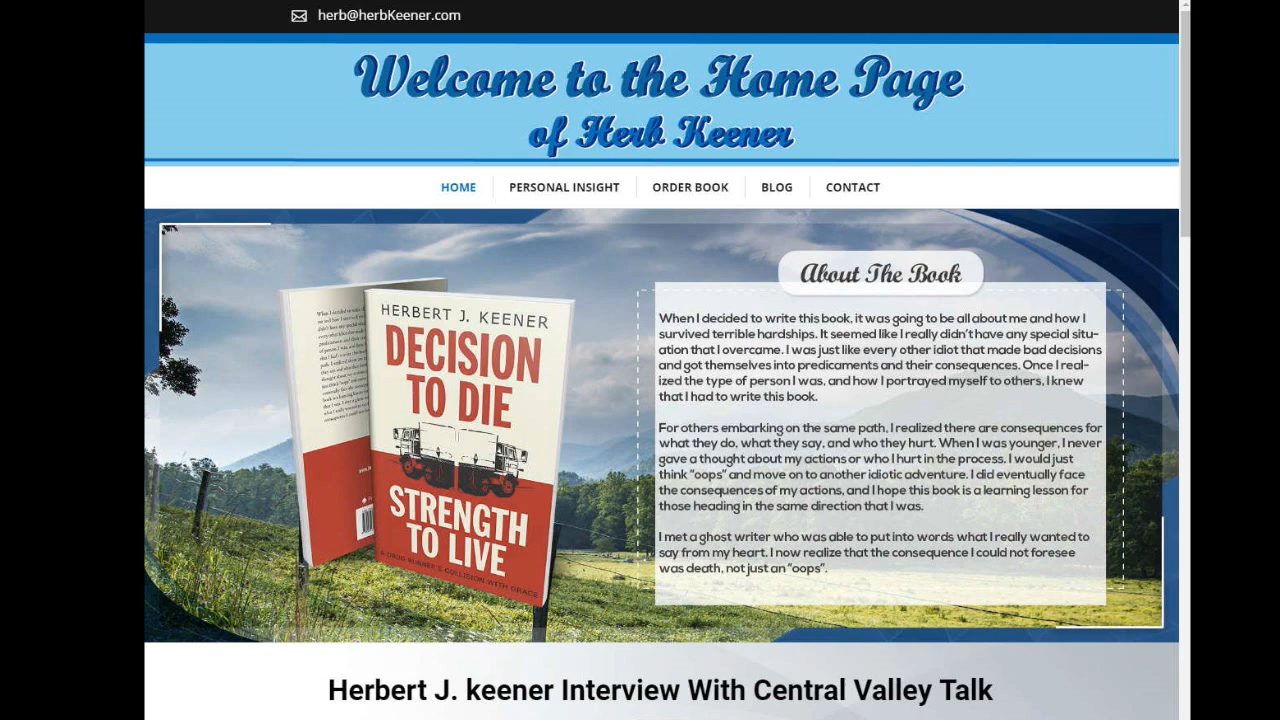 herb@herbKeener.com
Welcome to the Home Page
of Herb Keener
HOME
PERSONAL INSIGHT
ORDER BOOK
BLOG
CONTACT
About The Book
When I decided to write this book, it was going to be all about me and how I
survived terrible hardships. It seemed like I really didn't have any special situ-
ation that I overcame. I was just like every other idiot that made bad decisions
and got themselves into predicaments and their consequences. Once I real-
ized the type of person I was, and how I portrayed myself to others, I knew
that I had to write this book.
For others embarking on the same path, I realized there are consequences for
what they do, what they say, and who they hurt. When I was younger, I never
gave a thought about my actions or who I hurt in the process. I would just
think "oops" and move on to another idiotic adventure. I did eventually face
the consequences of my actions, and I hope this book is a learning lesson for
those heading in the same direction that I was.
I met a ghost writer who was able to put into words what I really wanted to
say from my heart. I now realize that the consequence I could not foresee
was death, not just an "oops".
HERBERT J. KEENER
DECISION
TO DIE
STRENGTH
TO LIVE
A DRUG RUNNER'S COLLISION WITH GRACE
Herbert J. keener Interview With Central Valley Talk